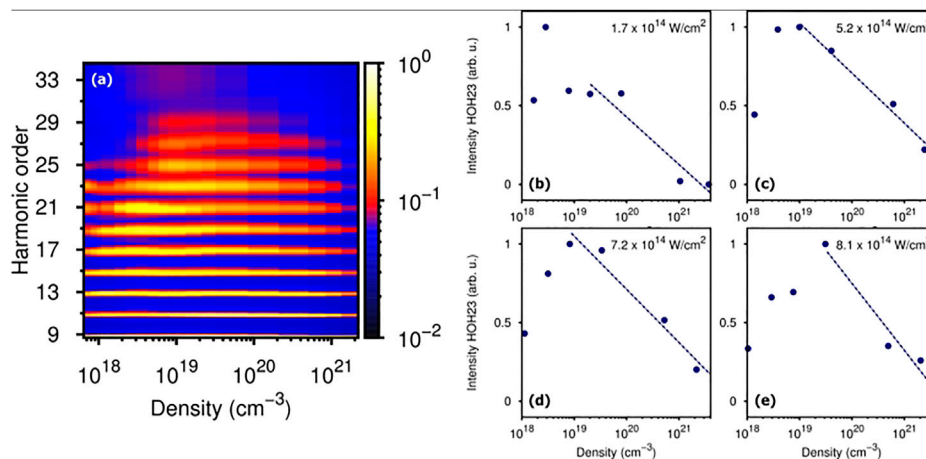 (a)
Harmonic order
33
29
25
21
17
13
9
10^18 10^19 10^20 10^21
Density (cm^−3)
10^0
10^−1
10^−2
Intensity HOH23 (arb. u.)
1
0.5
0
1.7 x 10^14 W/cm^2
(b)
10^18 10^19 10^20 10^21
1
0.5
0
5.2 x 10^14 W/cm
(c)
10^18 10^19 10^20 10^21
Intensity HOH23 (arb. u.)
1
0.5
0
7.2 x 10^14 W/cm^2
(d)
10^18 10^19 10^20 10^21
Density (cm^−3)
1
0.5
0
8.1 x 10^14 W/cm
(e)
10^18 10^19 10^20 10^21
Density (cm^−3)